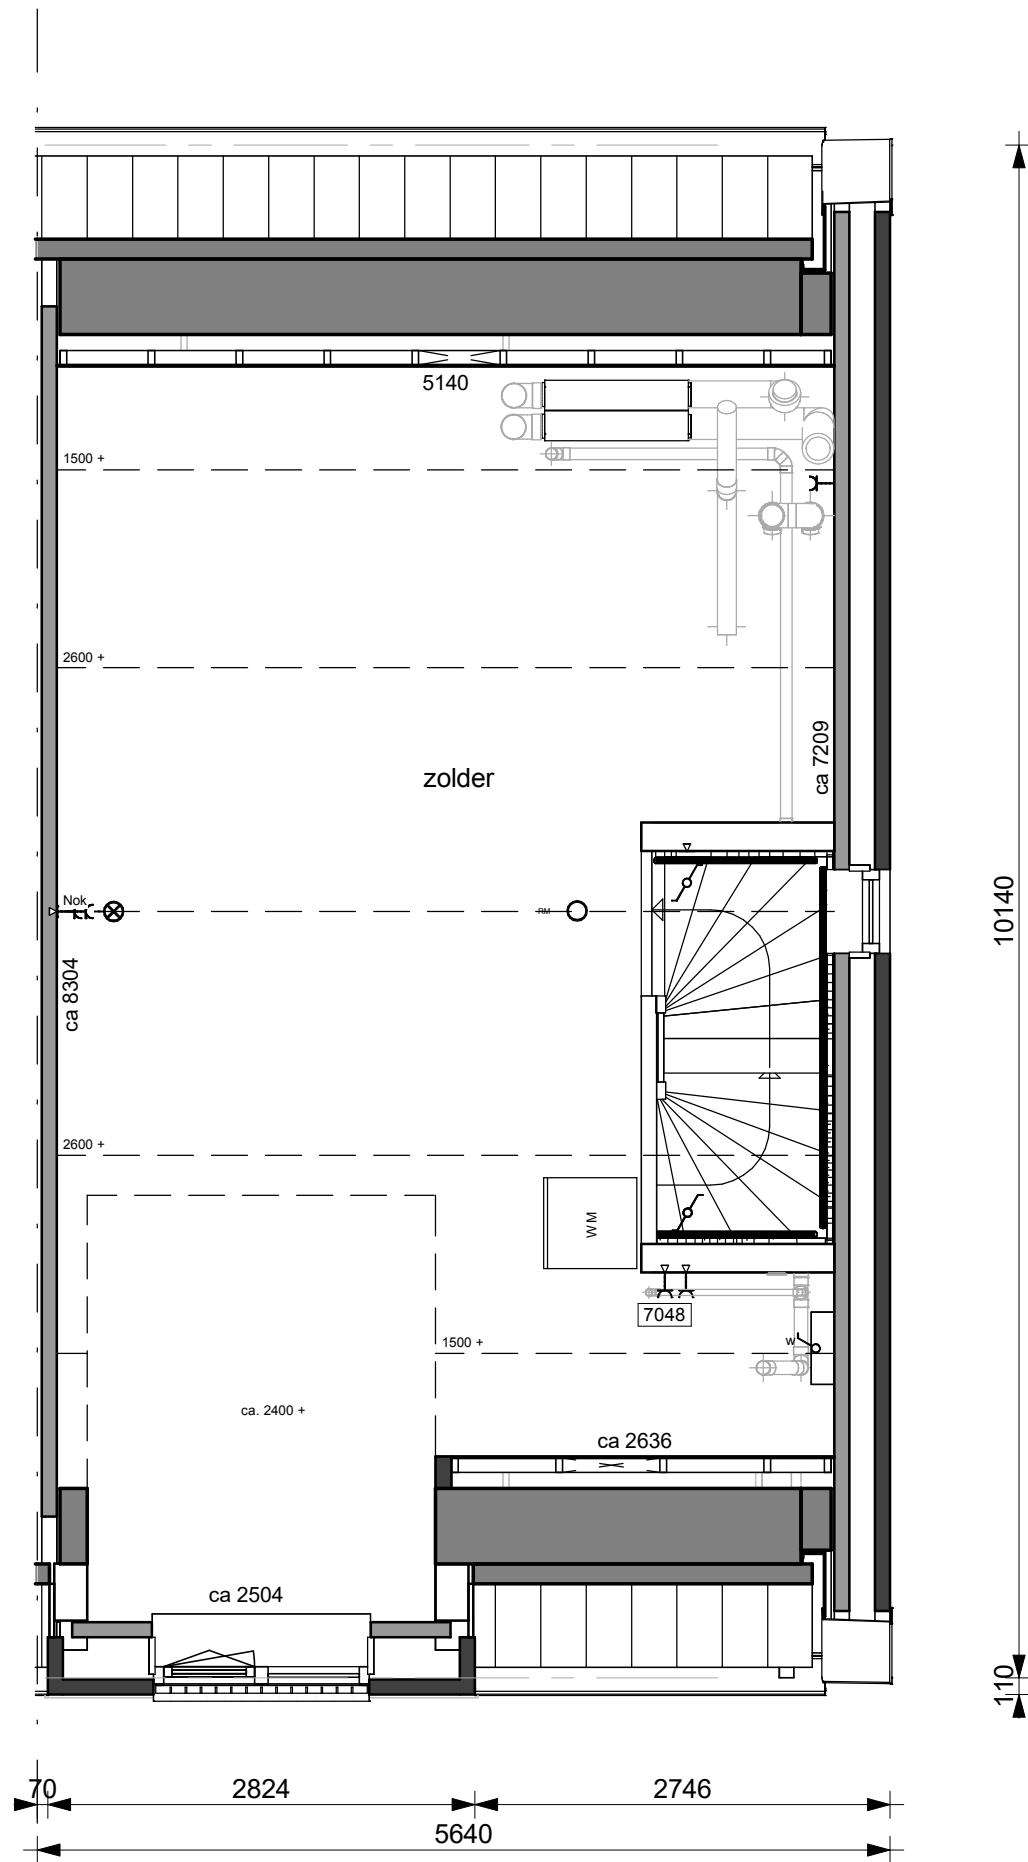 5140
1500 +
2600 +
ca 7209
zolder
10140
Nok
RM
ca 8304
2600 +
WM
7048
1500 +
W
ca. 2400 +
ca 2636
ca 2504
110
70
2824
2746
5640